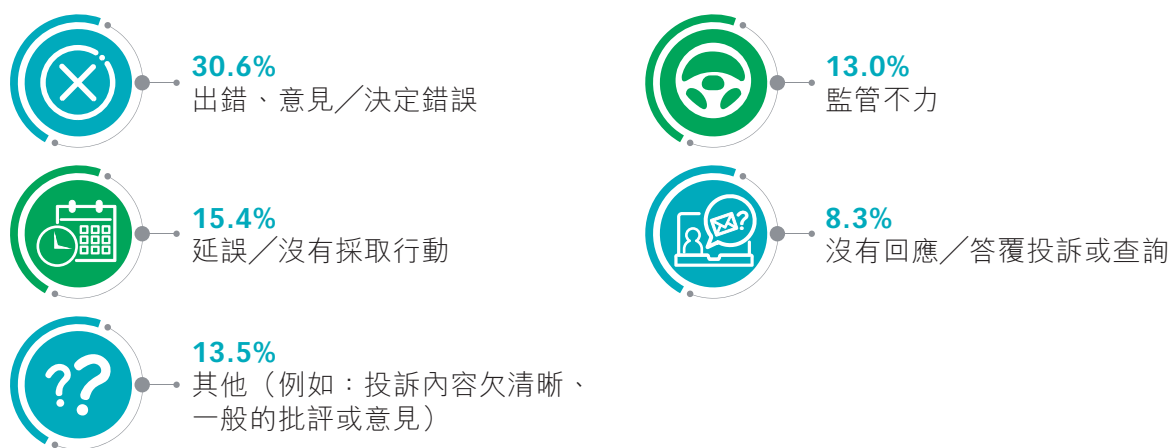 30.6%
出錯、意見╱決定錯誤
15.4%
延誤╱沒有採取行動
13.5%
其他（例如：投訴內容欠清晰、
一般的批評或意見）
13.0%
監管不力
?
8.3%
沒有回應╱答覆投訴或查詢
??